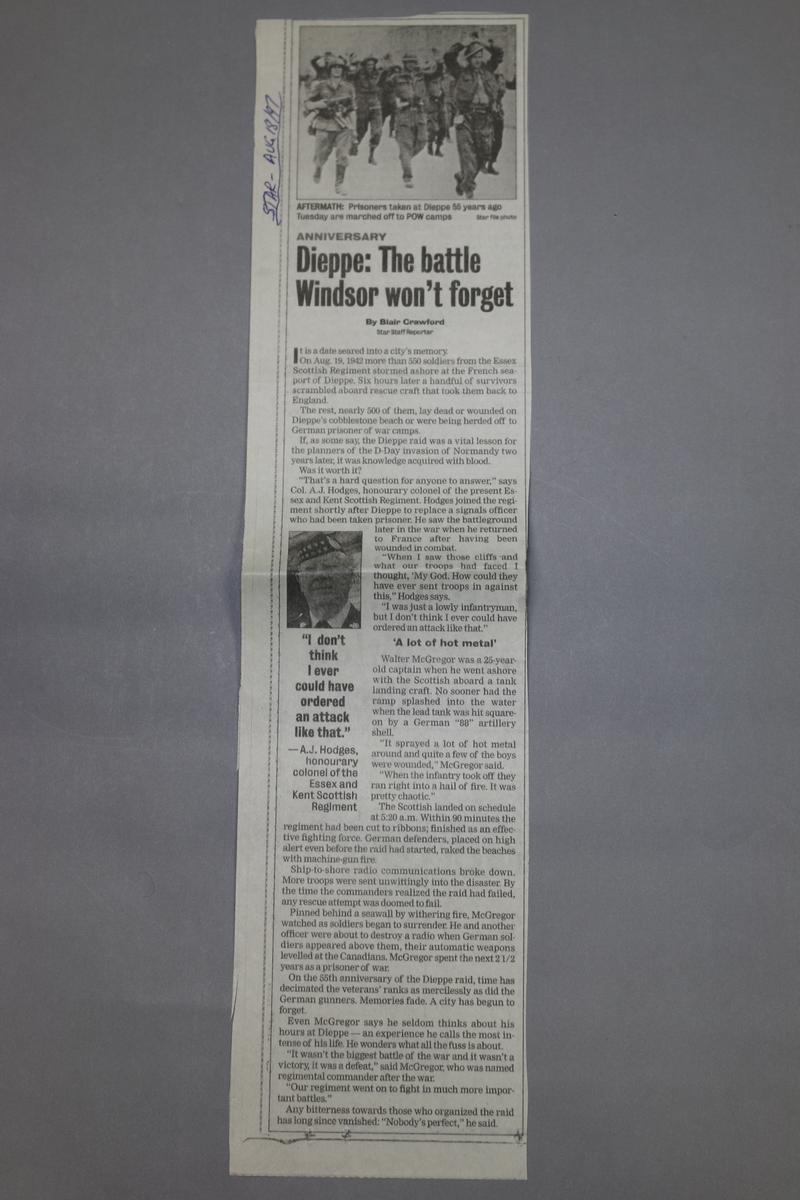 STAR - AUG 18/97
AFTERMATH: Prisoners taken at Dieppe 55 years ago
Tuesday are marched off to POW camps
Star file photo
ANNIVERSARY
Dieppe: The battle
Windsor won't forget
By Blair Crawford
Star Staff Reporter
It is a date seared into a city's memory.
On Aug. 19, 1942 more than 550 soldiers from the Essex
Scottish Regiment stormed ashore at the French sea-
port of Dieppe. Six hours later a handful of survivors
scrambled aboard rescue craft that took them back to
England.
The rest, nearly 500 of them, lay dead or wounded on
Dieppe's cobblestone beach or were being herded off to
German prisoner of war camps.
If, as some say, the Dieppe raid was a vital lesson for
the planners of the D-Day invasion of Normandy two
years later, it was knowledge acquired with blood.
Was it worth it?
"That's a hard question for anyone to answer," says
Col. A.J. Hodges, honourary colonel of the present Es-
sex and Kent Scottish Regiment. Hodges joined the regi-
ment shortly after Dieppe to replace a signals officer
who had been taken prisoner. He saw the battleground
later in the war when he returned
to France after having been
wounded in combat.
"When I saw those cliffs and
what our troops had faced I
thought, 'My God. How could they
have ever sent troops in against
this," Hodges says.
"I was just a lowly infantryman,
but I don't think I ever could have
ordered an attack like that."
"I don't
think
I ever
could have
ordered
an attack
like that."
—A.J. Hodges,
honourary
colonel of the
Essex and
Kent Scottish
Regiment
'A lot of hot metal'
Walter McGregor was a 25-year-
old captain when he went ashore
with the Scottish aboard a tank
landing craft. No sooner had the
ramp splashed into the water
when the lead tank was hit square-
on by a German "88" artillery
shell.
"It sprayed a lot of hot metal
around and quite a few of the boys
were wounded," McGregor said.
"When the infantry took off they
ran right into a hail of fire. It was
pretty chaotic."
The Scottish landed on schedule
at 5:20 a.m. Within 90 minutes the
regiment had been cut to ribbons; finished as an effec-
tive fighting force. German defenders, placed on high
alert even before the raid had started, raked the beaches
with machine-gun fire.
Ship-to-shore radio communications broke down.
More troops were sent unwittingly into the disaster. By
the time the commanders realized the raid had failed,
any rescue attempt was doomed to fail.
Pinned behind a seawall by withering fire, McGregor
watched as soldiers began to surrender. He and another
officer were about to destroy a radio when German sol-
diers appeared above them, their automatic weapons
levelled at the Canadians. McGregor spent the next 2 1/2
years as a prisoner of war.
On the 55th anniversary of the Dieppe raid, time has
decimated the veterans' ranks as mercilessly as did the
German gunners. Memories fade. A city has begun to
forget.
Even McGregor says he seldom thinks about his
hours at Dieppe — an experience he calls the most in-
tense of his life. He wonders what all the fuss is about.
"It wasn't the biggest battle of the war and it wasn't a
victory, it was a defeat," said McGregor, who was named
regimental commander after the war.
"Our regiment went on to fight in much more impor-
tant battles."
Any bitterness towards those who organized the raid
has long since vanished: "Nobody's perfect," he said.